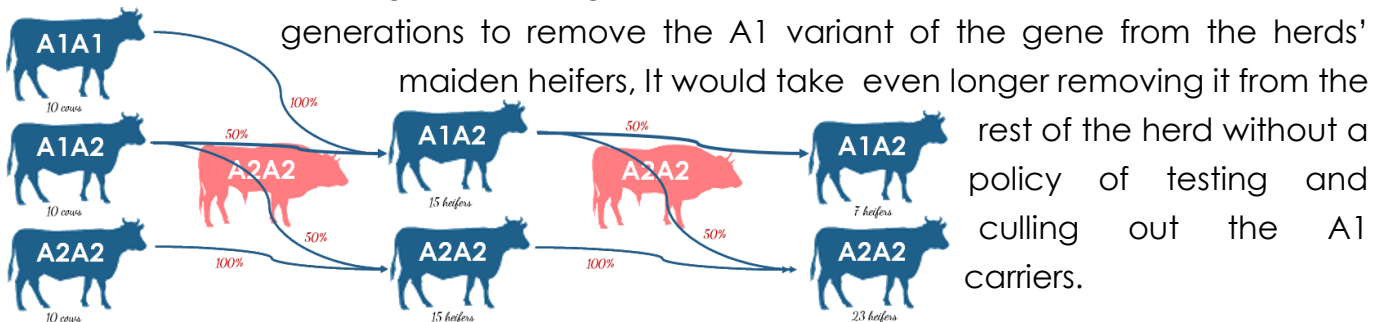 generations to remove the A1 variant of the gene from the herds'
maiden heifers, It would take even longer removing it from the
rest of the herd without a
policy of testing and
culling out the A1
carriers.
A1A1
10 cows
100%
A1A2
10 cows
50%
A2A2
50%
A2A2
10 cows
100%
A1A2
15 heifers
50%
A2A2
50%
A2A2
15 heifers
100%
A1A2
7 heifers
A2A2
23 heifers